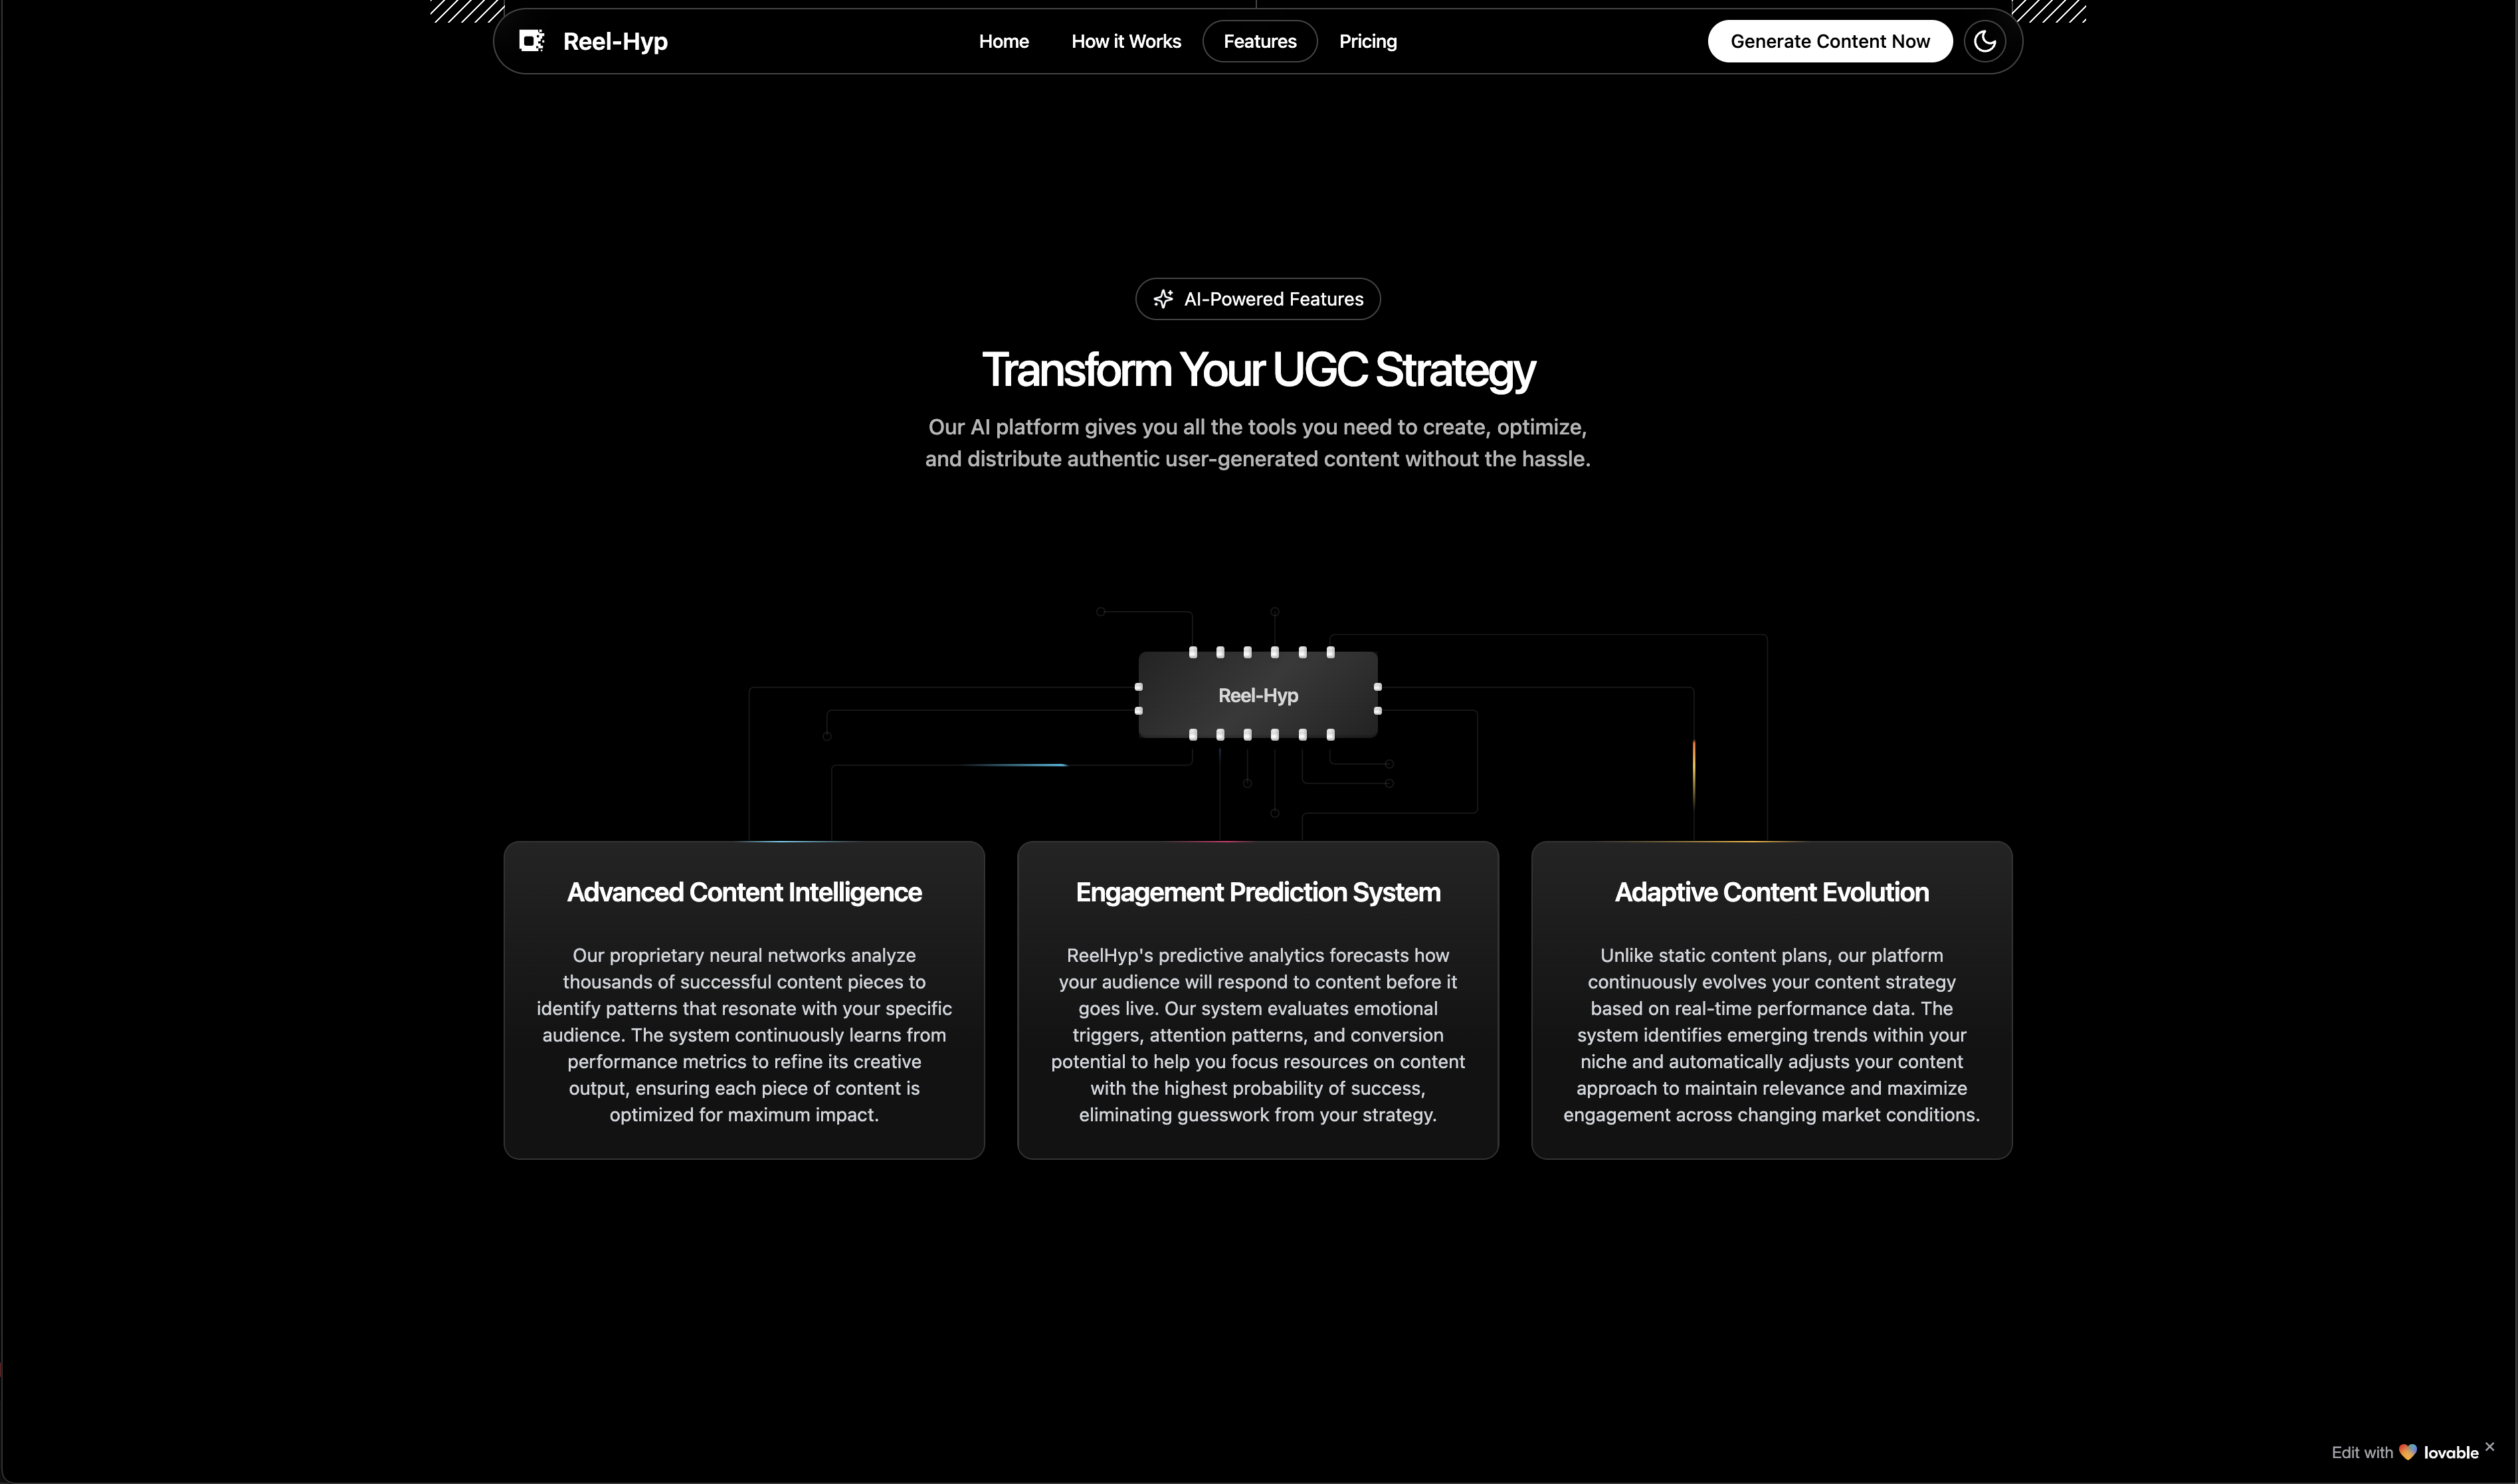 Reel-Hyp
Home
How it Works
Features
Pricing
Generate Content Now
AI-Powered Features
Transform Your UGC Strategy
Our AI platform gives you all the tools you need to create, optimize,
and distribute authentic user-generated content without the hassle.
Reel-Hyp
Advanced Content Intelligence
Our proprietary neural networks analyze
thousands of successful content pieces to
identify patterns that resonate with your specific
audience. The system continuously learns from
performance metrics to refine its creative
output, ensuring each piece of content is
optimized for maximum impact.
Engagement Prediction System
ReelHyp's predictive analytics forecasts how
your audience will respond to content before it
goes live. Our system evaluates emotional
triggers, attention patterns, and conversion
potential to help you focus resources on content
with the highest probability of success,
eliminating guesswork from your strategy.
Adaptive Content Evolution
Unlike static content plans, our platform
continuously evolves your content strategy
based on real-time performance data. The
system identifies emerging trends within your
niche and automatically adjusts your content
approach to maintain relevance and maximize
engagement across changing market conditions.
Edit with lovable